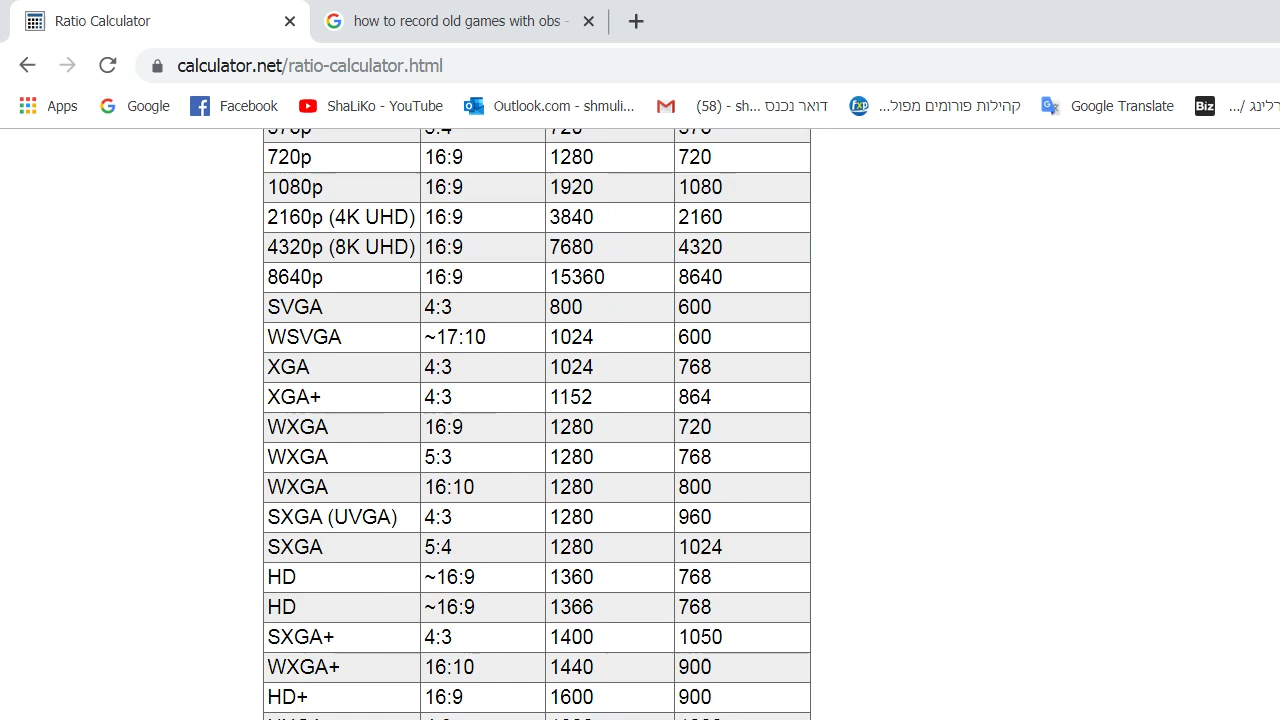 Ratio Calculator
how to record old games with obs -
calculator.net/ratio-calculator.html
Apps Google Facebook ShaLiKo - YouTube Outlook.com - shmuli... (58) - sh... דואר נכנס קהילות פורומים מפול... Google Translate Biz רלינג /...
720p 16:9 1280 720
1080p 16:9 1920 1080
2160p (4K UHD) 16:9 3840 2160
4320p (8K UHD) 16:9 7680 4320
8640p 16:9 15360 8640
SVGA 4:3 800 600
WSVGA ~17:10 1024 600
XGA 4:3 1024 768
XGA+ 4:3 1152 864
WXGA 16:9 1280 720
WXGA 5:3 1280 768
WXGA 16:10 1280 800
SXGA (UVGA) 4:3 1280 960
SXGA 5:4 1280 1024
HD ~16:9 1360 768
HD ~16:9 1366 768
SXGA+ 4:3 1400 1050
WXGA+ 16:10 1440 900
HD+ 16:9 1600 900